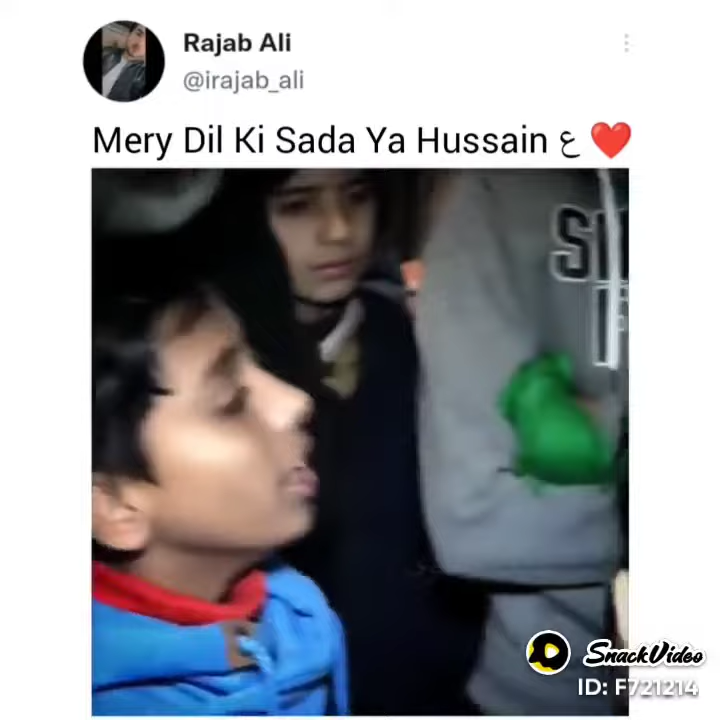 Rajab Ali
@irajab_ali
Mery Dil Ki Sada Ya Hussain ع ❤️
SnackVideo
ID: F721214